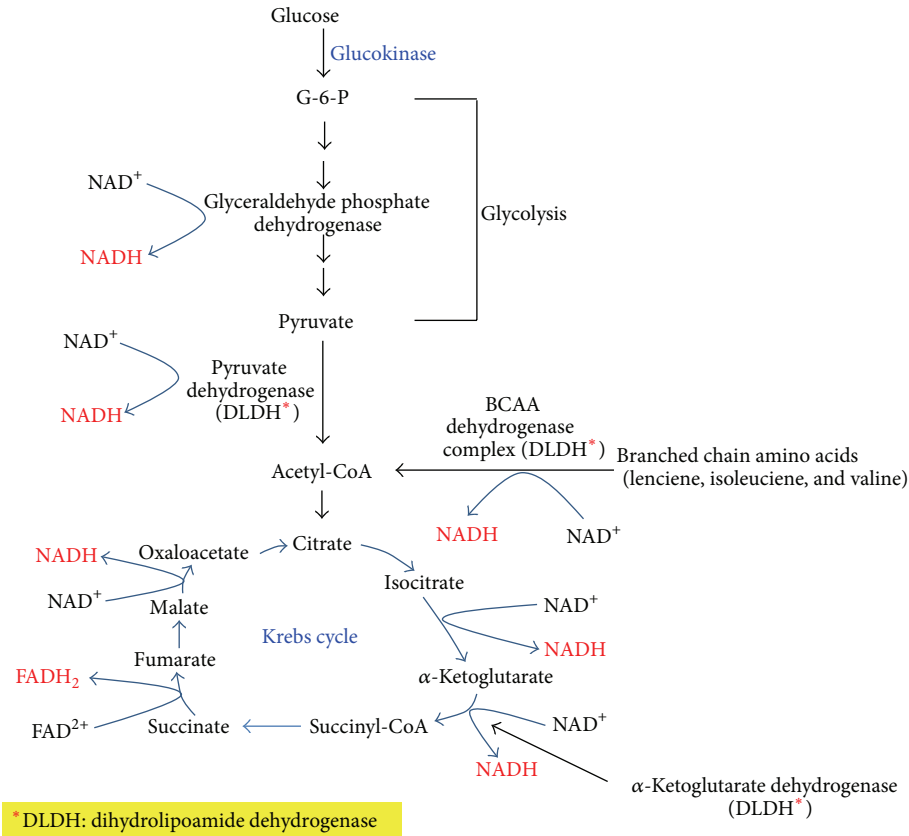 Glucose
Glucokinase
G-6-P
NAD+
Glyceraldehyde phosphate
dehydrogenase
Glycolysis
NADH
Pyruvate
NAD+
Pyruvate
dehydrogenase
(DLDH*)
NADH
BCAA
dehydrogenase
complex (DLDH*)
Branched chain amino acids
(lenciene, isoleuciene, and valine)
Acetyl-CoA
NADH
NAD+
NADH
Oxaloacetate
Citrate
Isocitrate
NAD+
Malate
NAD+
Krebs cycle
NADH
Fumarate
FADH2
α-Ketoglutarate
FAD2+
Succinate
Succinyl-CoA
NAD+
NADH
α-Ketoglutarate dehydrogenase
(DLDH*)
*DLDH: dihydrolipoamide dehydrogenase